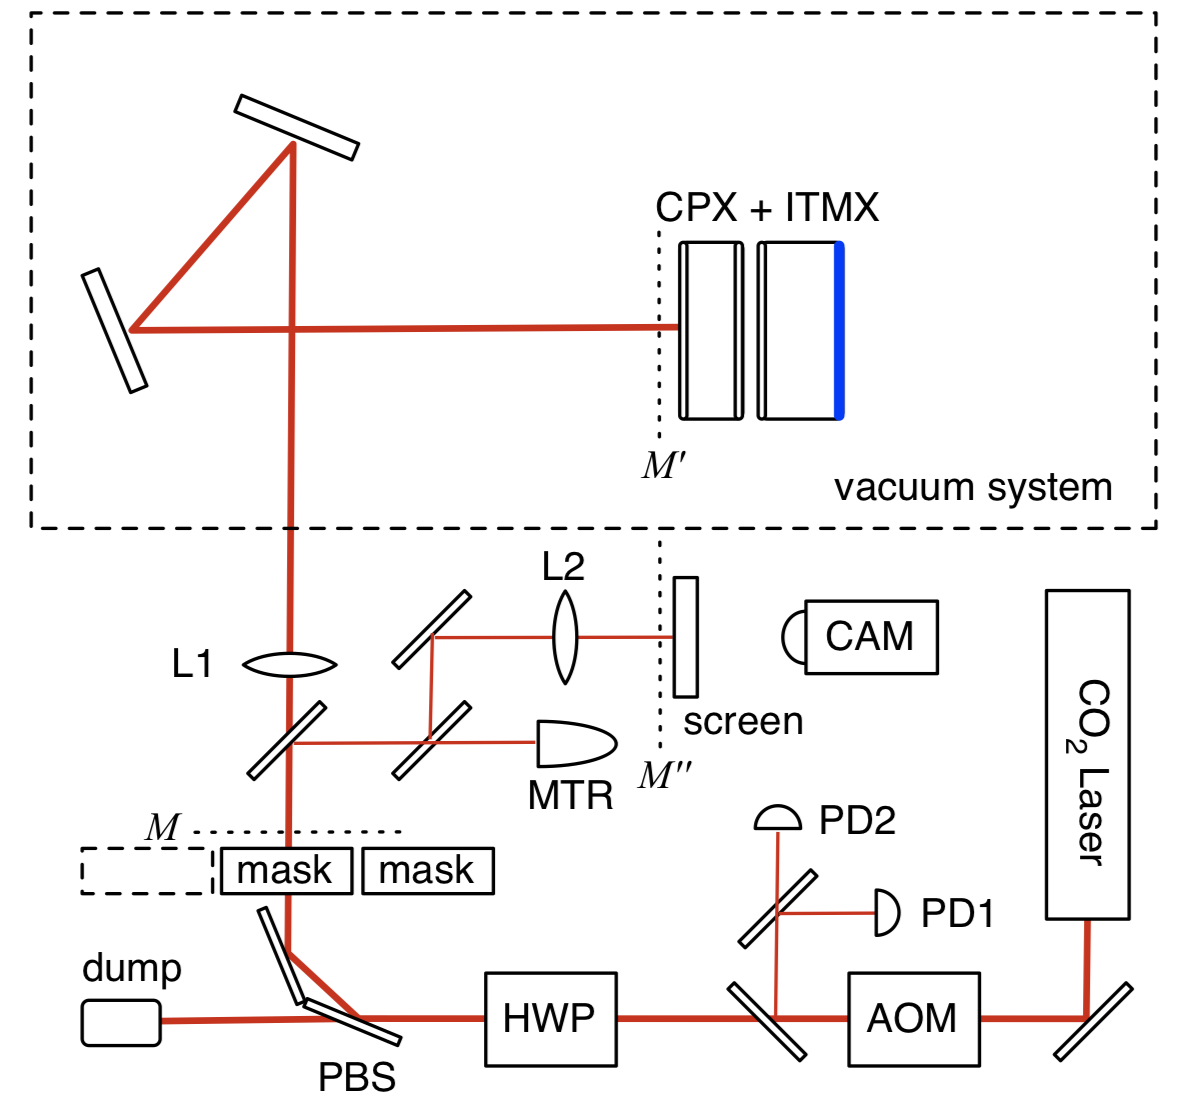 CPX + ITMX
M′
vacuum system
L2
L1
CAM
screen
CO2 Laser
M″
MTR
M
PD2
mask
mask
PD1
dump
HWP
AOM
PBS